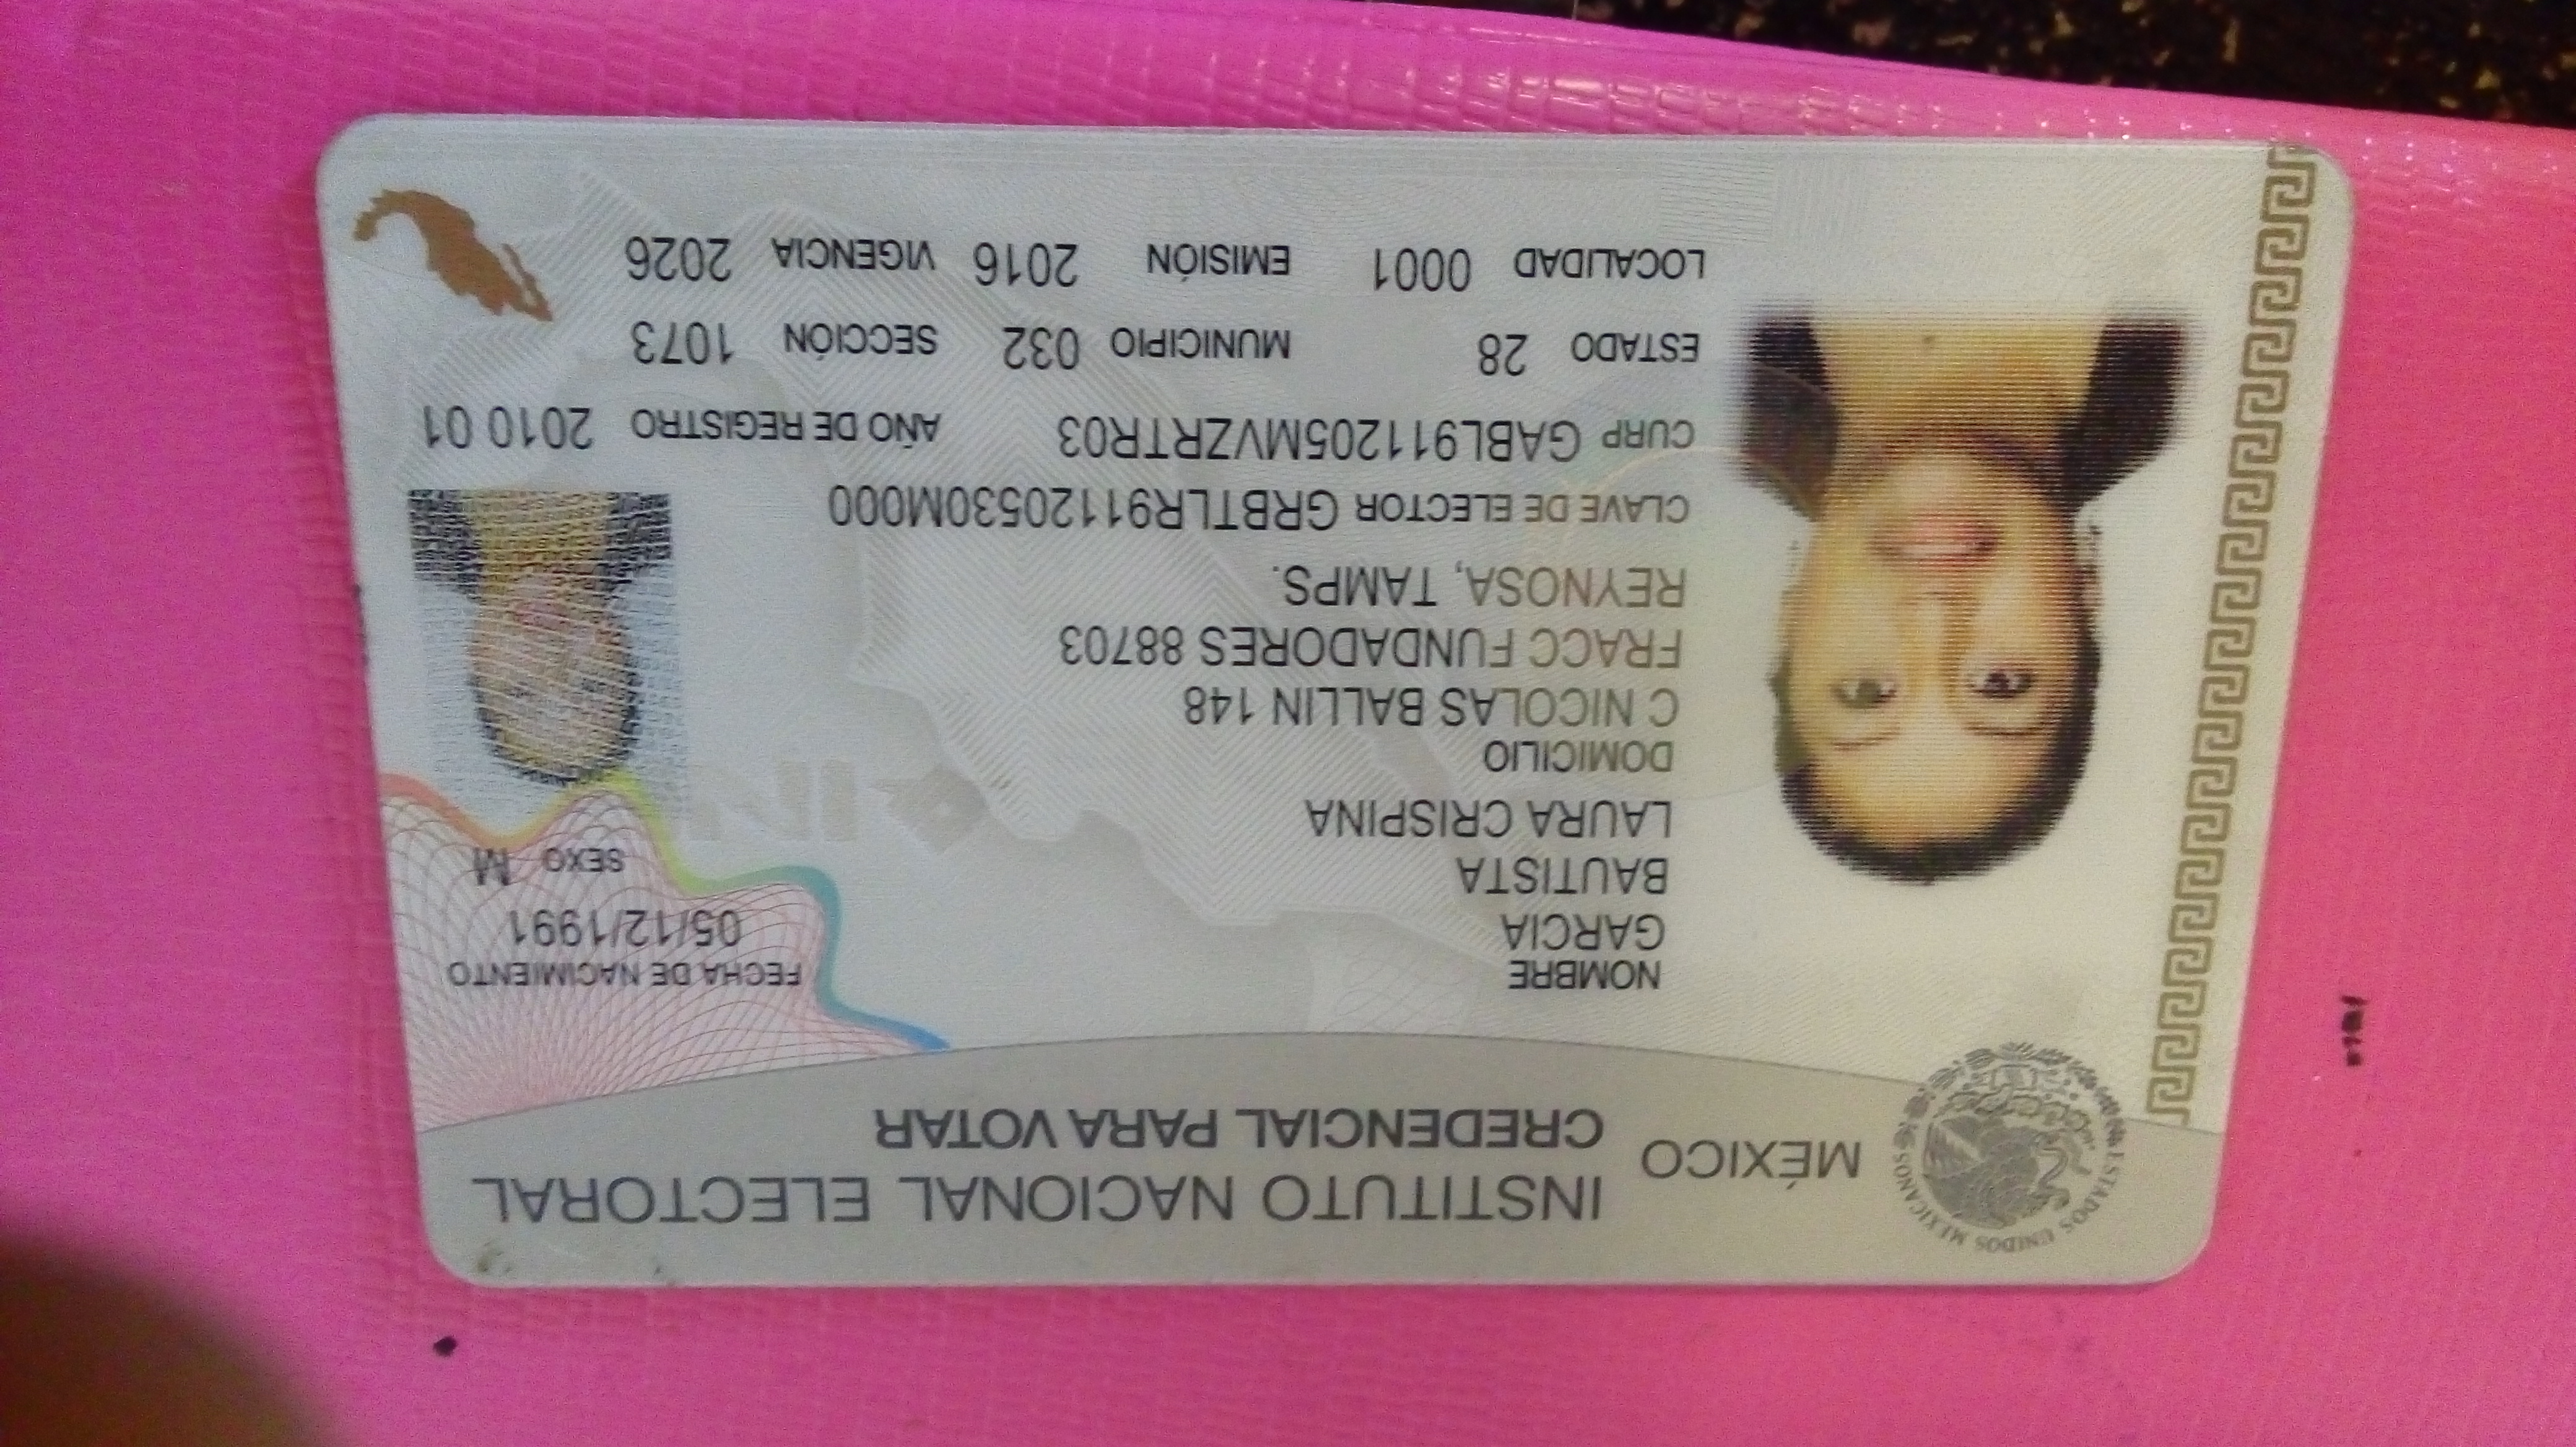 ESTADOS UNIDOS MEXICANOS
MÉXICO
INSTITUTO NACIONAL ELECTORAL
CREDENCIAL PARA VOTAR
NOMBRE
GARCIA
BAUTISTA
LAURA CRISPINA
FECHA DE NACIMIENTO
05/12/1991
SEXO M
DOMICILIO
C NICOLAS BALLIN 148
FRACC FUNDADORES 88703
REYNOSA, TAMPS.
CLAVE DE ELECTOR GRBTLR91120530M000
CURP GABL911205MVZRTR03
AÑO DE REGISTRO 2010 01
ESTADO 28
MUNICIPIO 032
SECCIÓN 1073
LOCALIDAD 0001
EMISIÓN 2016
VIGENCIA 2026